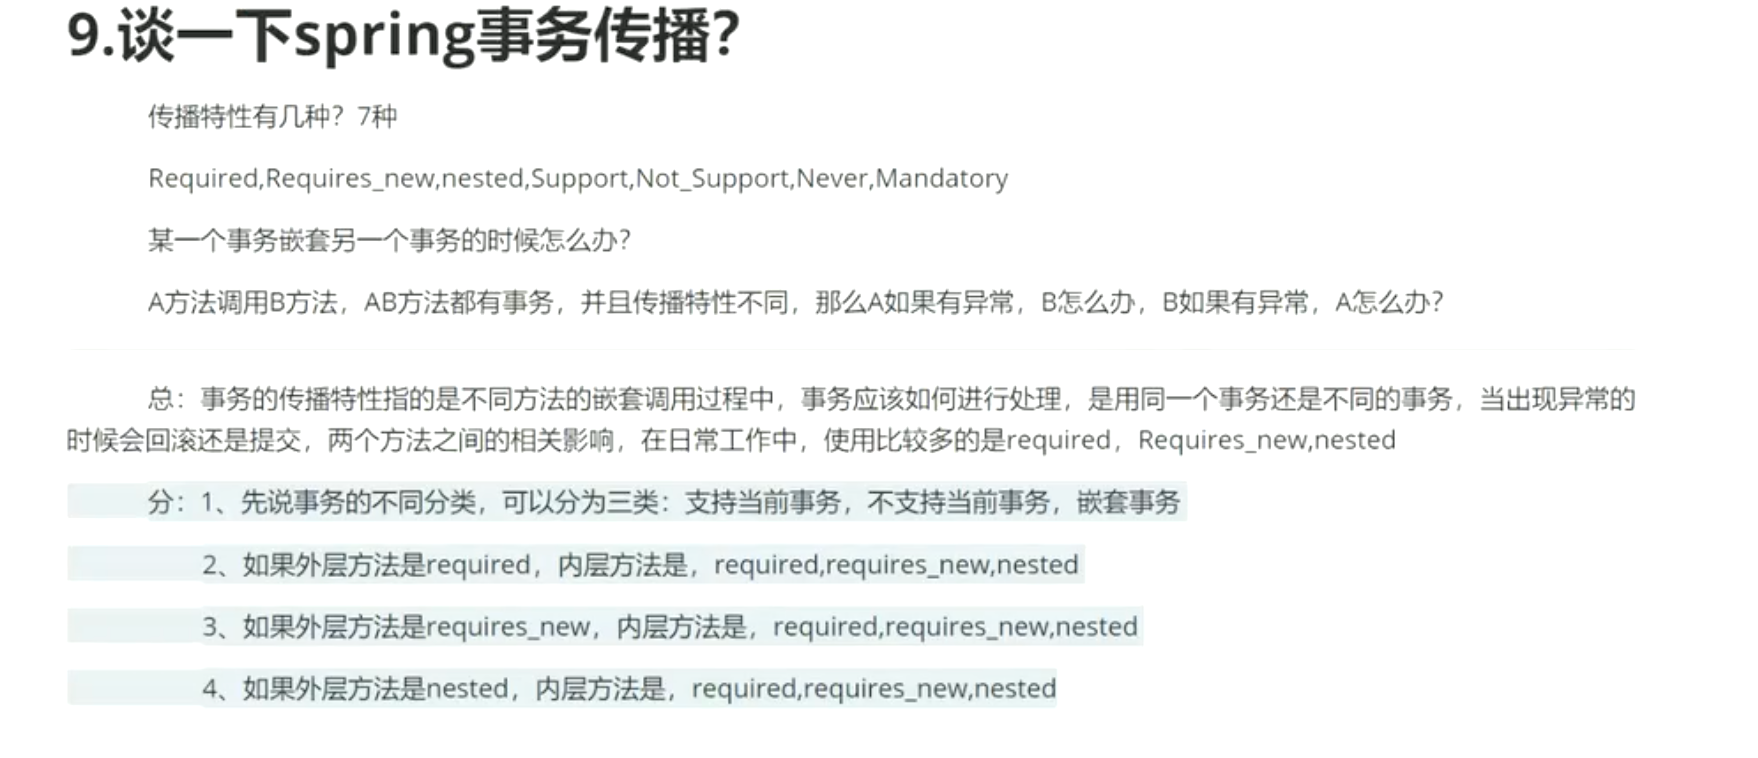 9.谈一下spring事务传播？
传播特性有几种？7种
Required,Requires_new,nested,Support,Not_Support,Never,Mandatory
某一个事务嵌套另一个事务的时候怎么办？
A方法调用B方法，AB方法都有事务，并且传播特性不同，那么A如果有异常，B怎么办，B如果有异常，A怎么办？
总：事务的传播特性指的是不同方法的嵌套调用过程中，事务应该如何进行处理，是用同一个事务还是不同的事务，当出现异常的
时候会回滚还是提交，两个方法之间的相关影响，在日常工作中，使用比较多的是required，Requires_new,nested
分：1、先说事务的不同分类，可以分为三类：支持当前事务，不支持当前事务，嵌套事务
2、如果外层方法是required，内层方法是，required,requires_new,nested
3、如果外层方法是requires_new，内层方法是，required,requires_new,nested
4、如果外层方法是nested，内层方法是，required,requires_new,nested